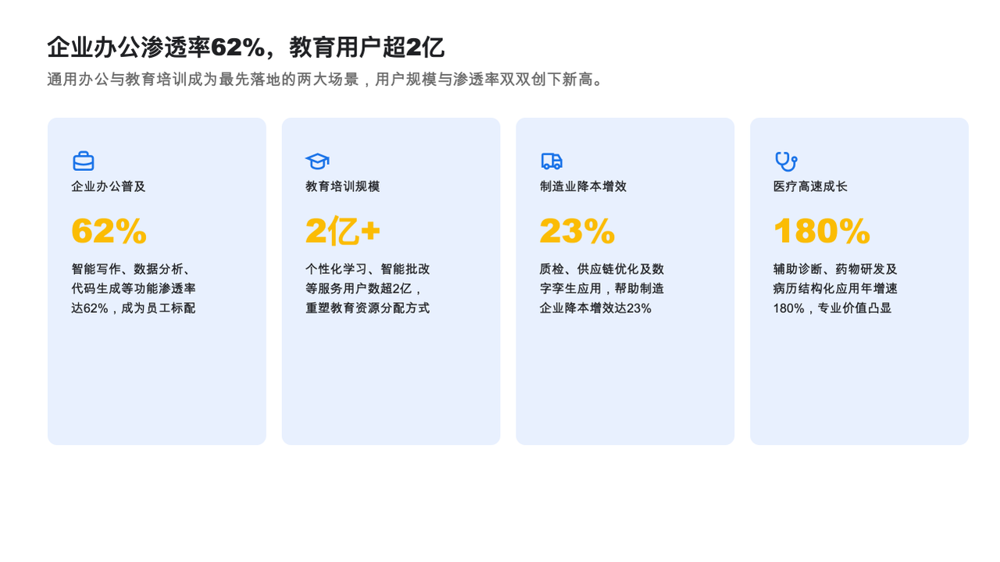 企业办公渗透率62%，教育用户超2亿
通用办公与教育培训成为最先落地的两大场景，用户规模与渗透率双双创下新高。
企业办公普及
62%
智能写作、数据分析、
代码生成等功能渗透率
达62%，成为员工标配
教育培训规模
2亿+
个性化学习、智能批改
等服务用户数超2亿，
重塑教育资源分配方式
制造业降本增效
23%
质检、供应链优化及数
字孪生应用，帮助制造
企业降本增效达23%
医疗高速成长
180%
辅助诊断、药物研发及
病历结构化应用年增速
180%，专业价值凸显